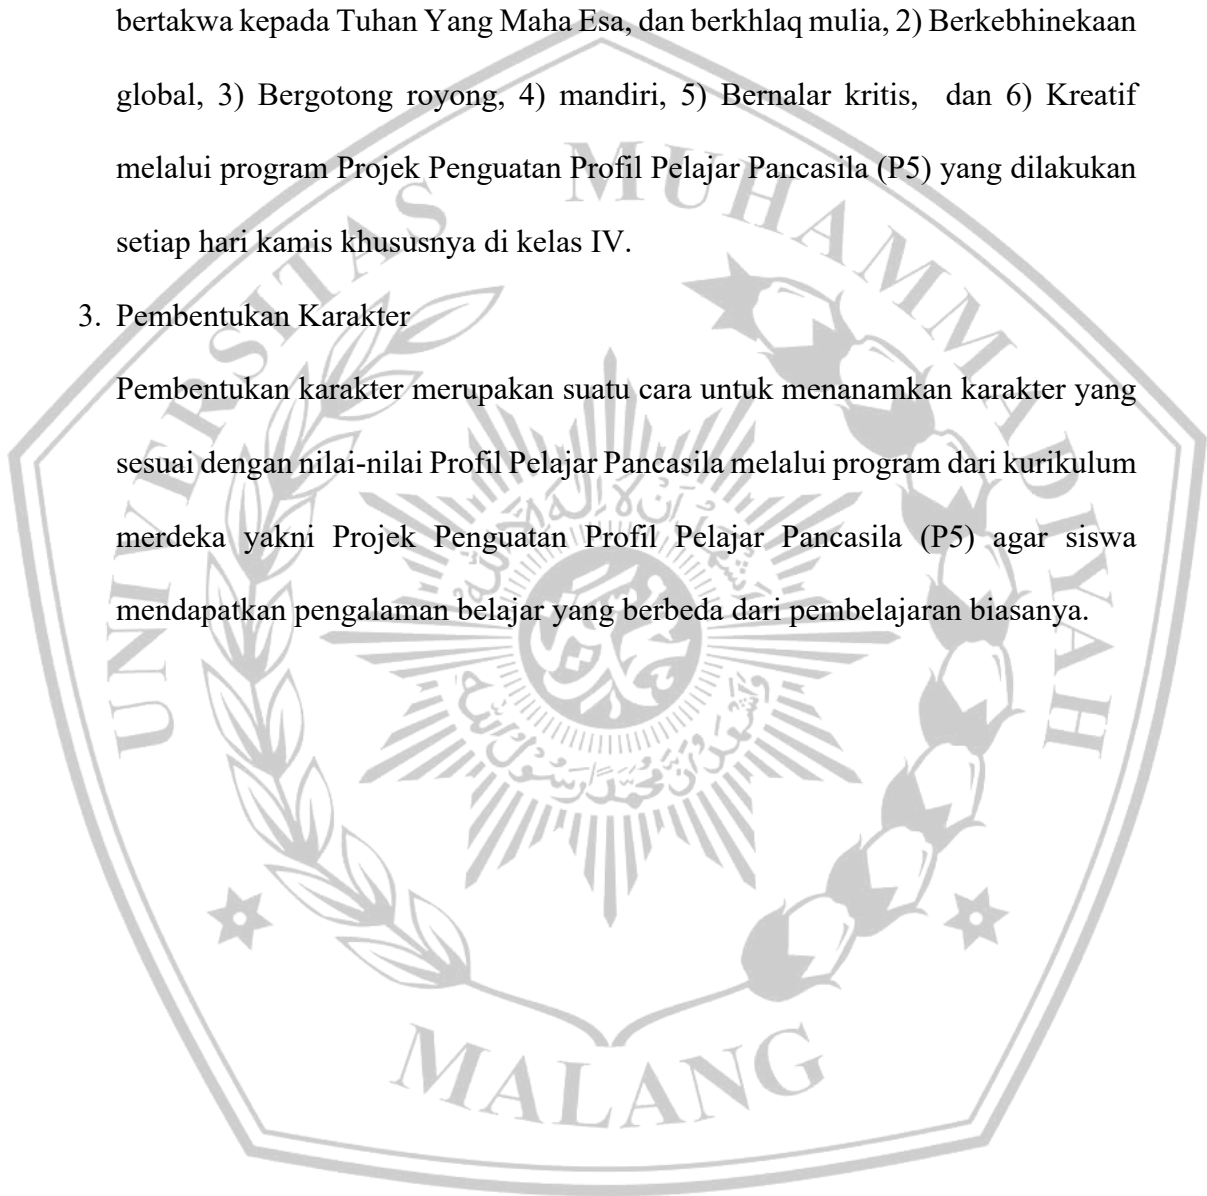 bertakwa kepada Tuhan Yang Maha Esa, dan berkhlaq mulia, 2) Berkebhinekaan
global, 3) Bergotong royong, 4) mandiri, 5) Bernalar kritis, dan 6) Kreatif
melalui program Projek Penguatan Profil Pelajar Pancasila (P5) yang dilakukan
setiap hari kamis khususnya di kelas IV.
3. Pembentukan Karakter
Pembentukan karakter merupakan suatu cara untuk menanamkan karakter yang
sesuai dengan nilai-nilai Profil Pelajar Pancasila melalui program dari kurikulum
merdeka yakni Projek Penguatan Profil Pelajar Pancasila (P5) agar siswa
mendapatkan pengalaman belajar yang berbeda dari pembelajaran biasanya.
UNIVERSITAS MUHAMMADIYAH
MALANG